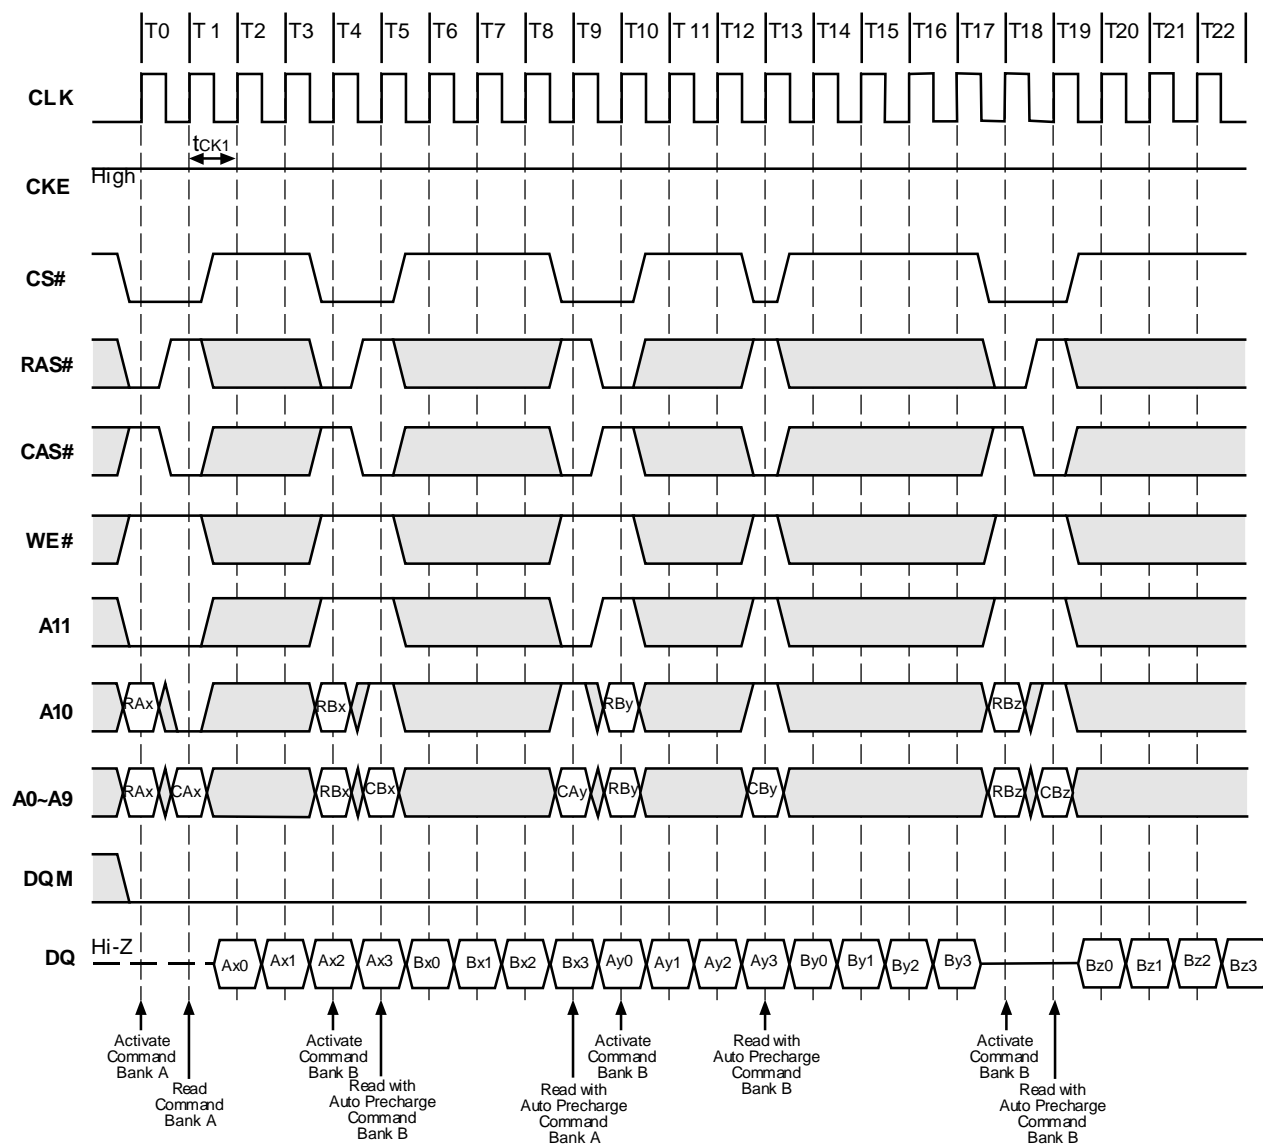 T0 T 1 T2 T3 T4 T5 T6 T7 T8 T9 T10 T 11 T12 T13 T14 T15 T16 T17 T18 T19 T20 T21 T22
CLK
tCK1
High
CKE
CS#
RAS#
CAS#
WE#
A11
A10 RAx RBx RBy RBz
A0~A9 RAx CAx RBx CBx CAy RBy CBy RBz CBz
DQM
Hi-Z
DQ Ax0 Ax1 Ax2 Ax3 Bx0 Bx1 Bx2 Bx3 Ay0 Ay1 Ay2 Ay3 By0 By1 By2 By3 Bz0 Bz1 Bz2 Bz3
Activate
Command
Bank A
Read
Command
Bank A
Activate
Command
Bank B
Read with
Auto Precharge
Command
Bank B
Read with
Auto Precharge
Command
Bank A
Activate
Command
Bank B
Read with
Auto Precharge
Command
Bank B
Activate
Command
Bank B
Read with
Auto Precharge
Command
Bank B